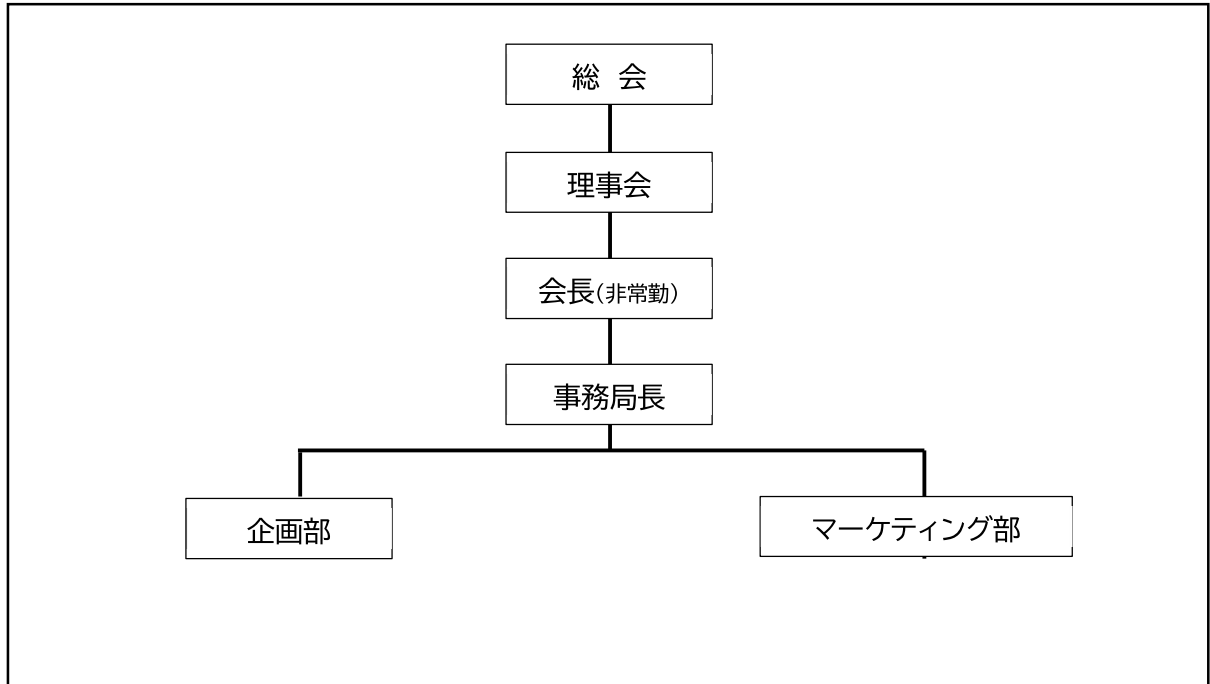 総 会
理事会
会長(非常勤)
事務局長
企画部
マーケティング部